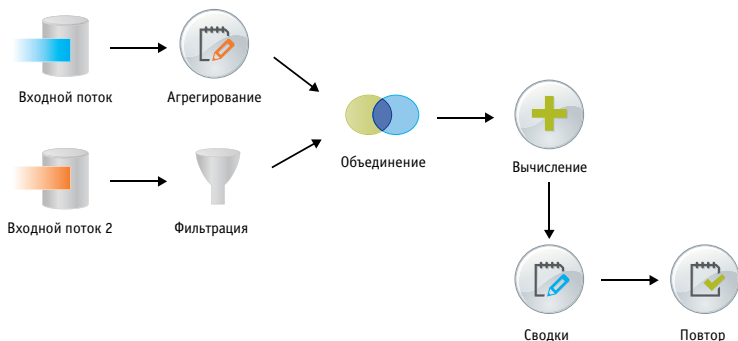 Входной поток
Агрегирование
Объединение
Вычисление
Входной поток 2
Фильтрация
Сводки
Повтор